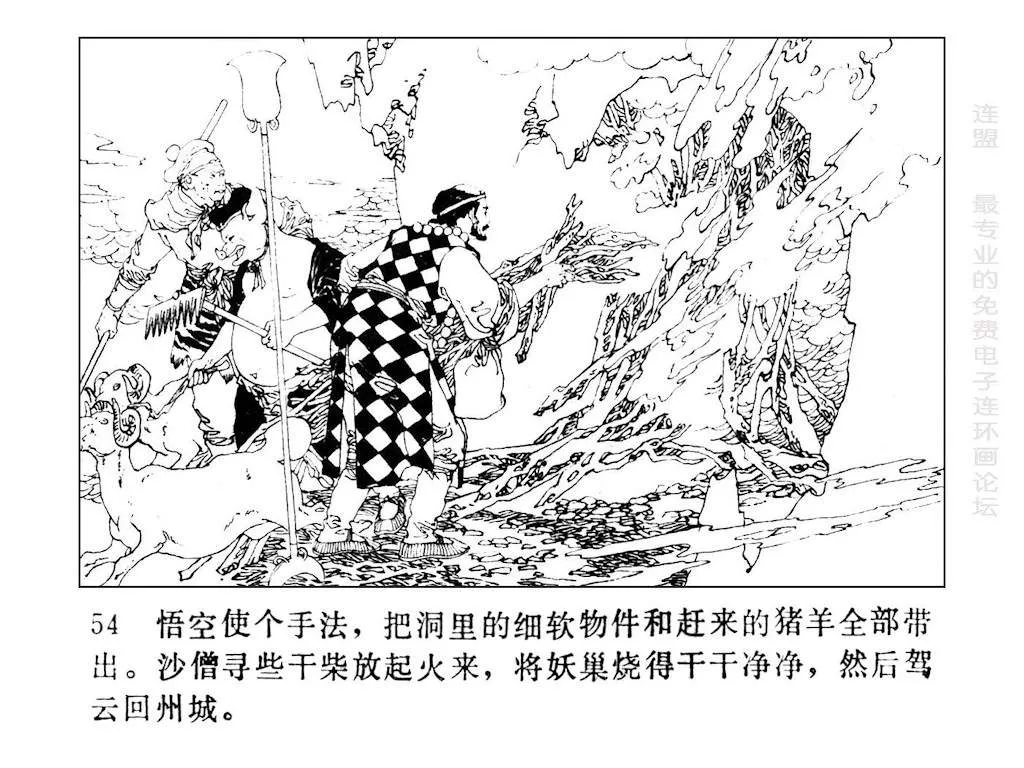 54 悟空使个手法，把洞里的细软物件和赶来的猪羊全部带
出。沙僧寻些干柴放起火来，将妖巢烧得干干净净，然后驾
云回州城。
连盟 最专业的免费电子连环画论坛